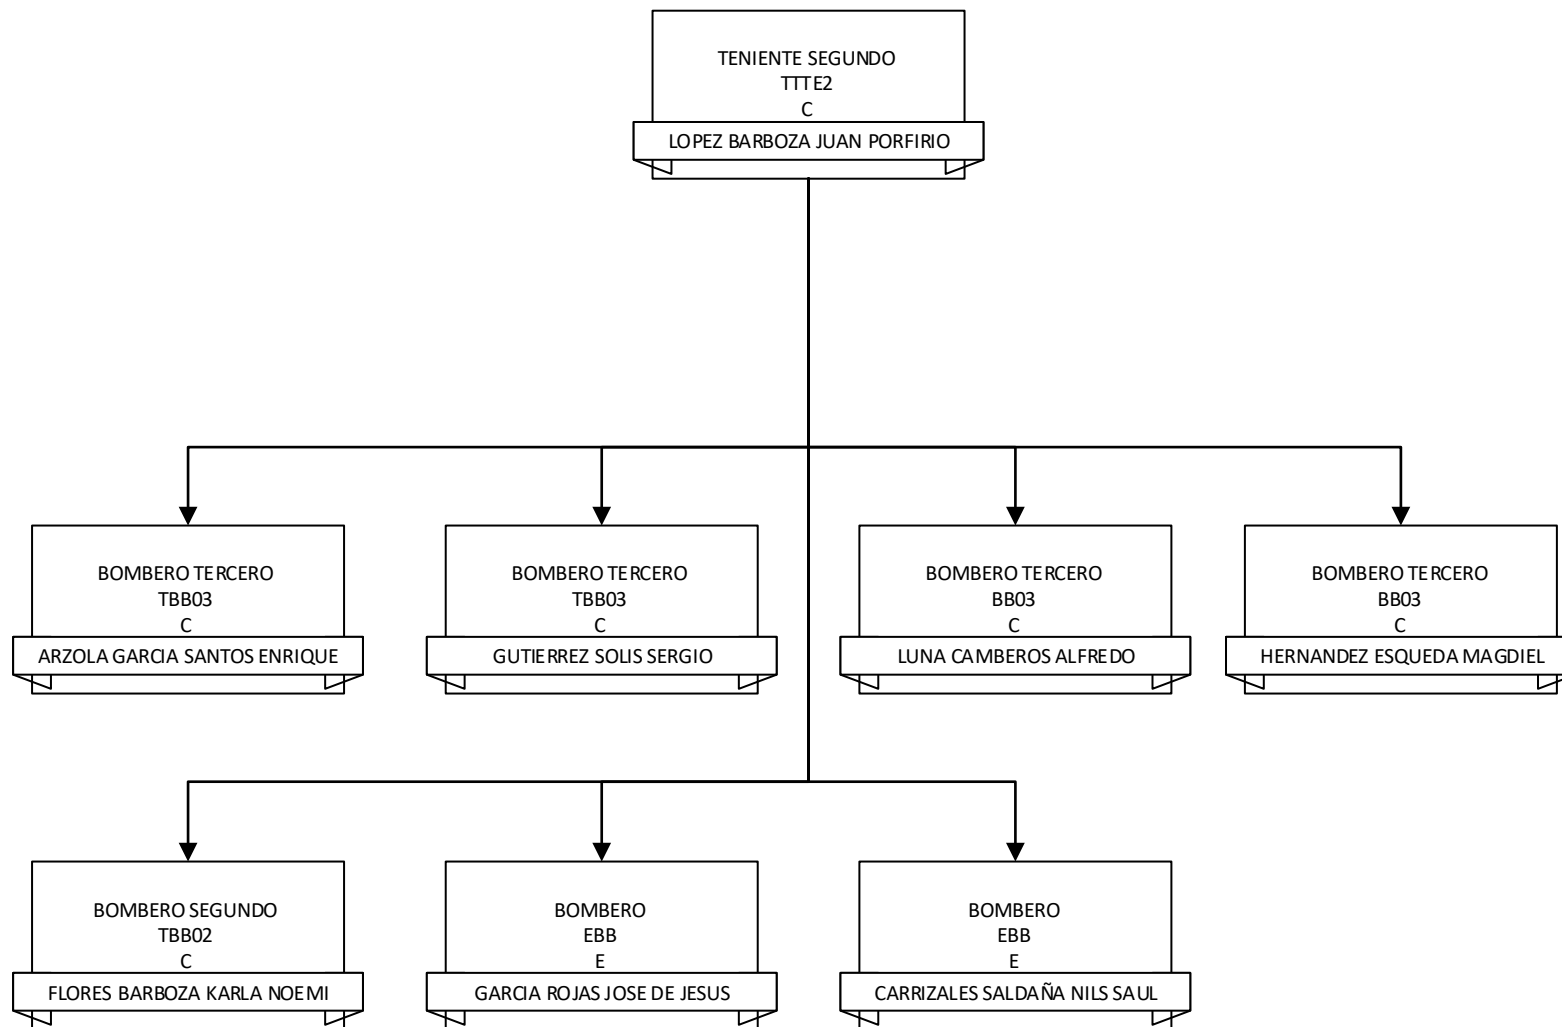 TENIENTE SEGUNDO
TTTE2
C
LOPEZ BARBOZA JUAN PORFIRIO
BOMBERO TERCERO
TBB03
C
ARZOLA GARCIA SANTOS ENRIQUE
BOMBERO TERCERO
TBB03
C
GUTIERREZ SOLIS SERGIO
BOMBERO TERCERO
BB03
C
LUNA CAMBEROS ALFREDO
BOMBERO TERCERO
BB03
C
HERNANDEZ ESQUEDA MAGDIEL
BOMBERO SEGUNDO
TBB02
C
FLORES BARBOZA KARLA NOEMI
BOMBERO
EBB
E
GARCIA ROJAS JOSE DE JESUS
BOMBERO
EBB
E
CARRIZALES SALDAÑA NILS SAUL